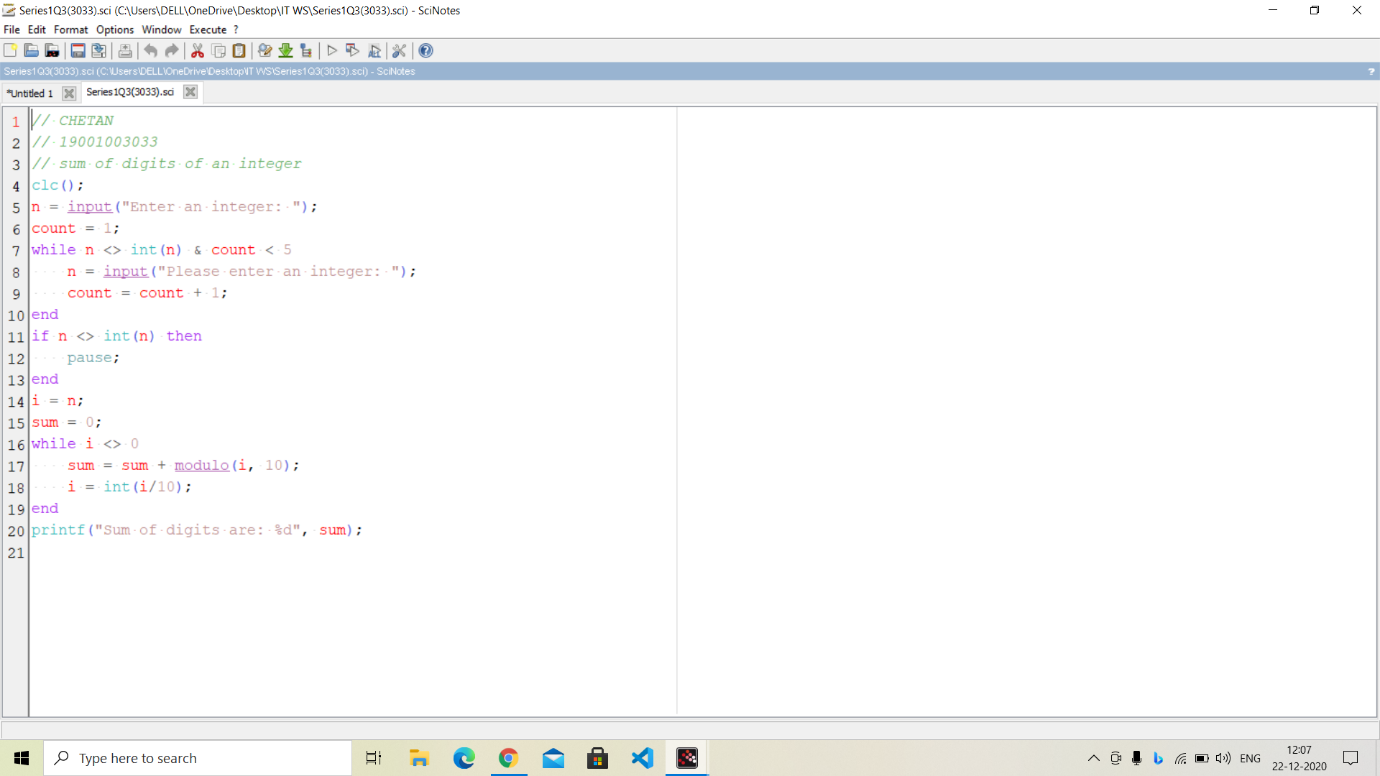 Series1Q3(3033).sci (C:\Users\DELL\OneDrive\Desktop\IT WS\Series1Q3(3033).sci) - SciNotes
File Edit Format Options Window Execute ?
Series1Q3(3033).sci (C:\Users\DELL\OneDrive\Desktop\IT WS\Series1Q3(3033).sci) - SciNotes ?
*Untitled 1 Series1Q3(3033).sci
1 // CHETAN
2 // 19001003033
3 // sum of digits of an integer
4 clc();
5 n = input("Enter an integer: ");
6 count = 1;
7 while n <> int(n) & count < 5
8     n = input("Please enter an integer: ");
9     count = count + 1;
10 end
11 if n <> int(n) then
12     pause;
13 end
14 i = n;
15 sum = 0;
16 while i <> 0
17     sum = sum + modulo(i, 10);
18     i = int(i/10);
19 end
20 printf("Sum of digits are: %d", sum);
21
Type here to search
ENG
12:07
22-12-2020